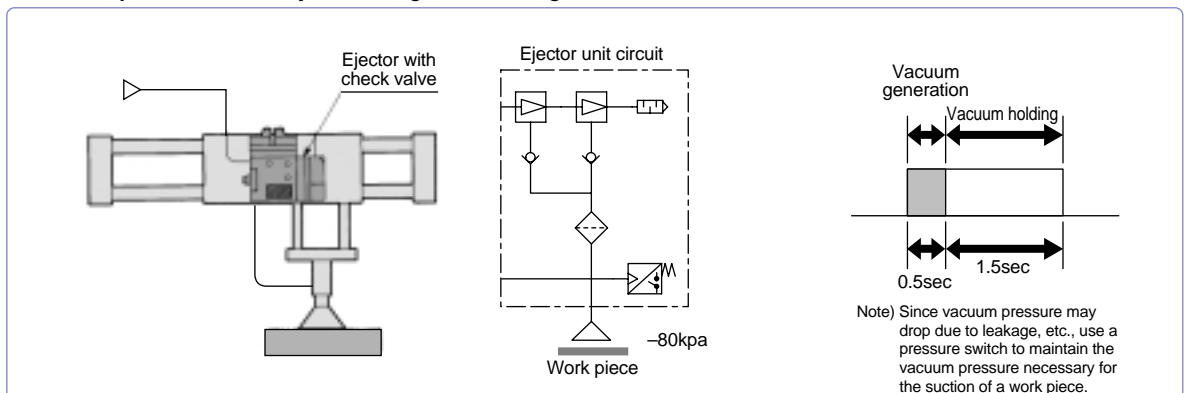 Ejector with
check valve
Ejector unit circuit
–80kpa
Work piece
Vacuum
generation
Vacuum holding
0.5sec
1.5sec
Note) Since vacuum pressure may
drop due to leakage, etc., use a
pressure switch to maintain the
vacuum pressure necessary for
the suction of a work piece.